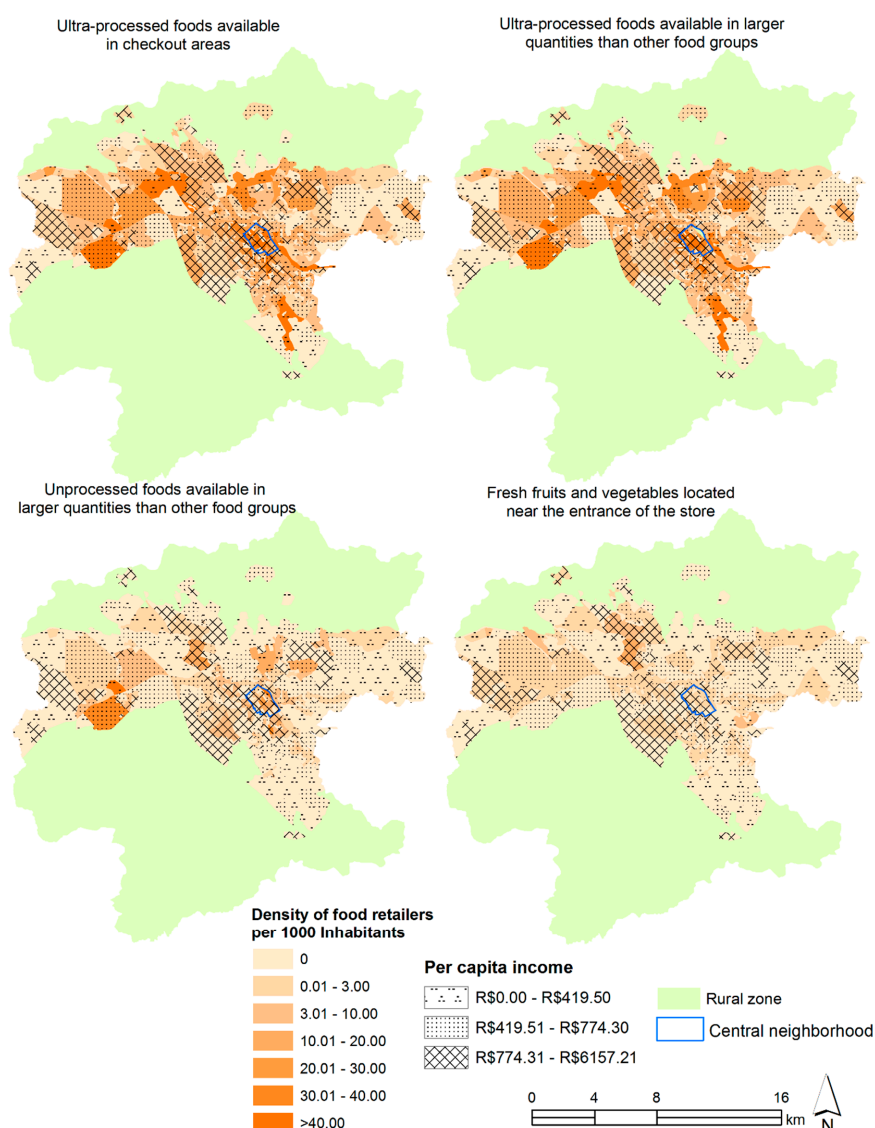 Ultra-processed foods available
in checkout areas
Ultra-processed foods available in larger
quantities than other food groups
Unprocessed foods available in
larger quantities than other food groups
Fresh fruits and vegetables located
near the entrance of the store
Density of food retailers
per 1000 Inhabitants
0
0.01 - 3.00
3.01 - 10.00
10.01 - 20.00
20.01 - 30.00
30.01 - 40.00
>40.00
Per capita income
R$0.00 - R$419.50
R$419.51 - R$774.30
R$774.31 - R$6157.21
Rural zone
Central neighborhood
0 4 8 16
km
N